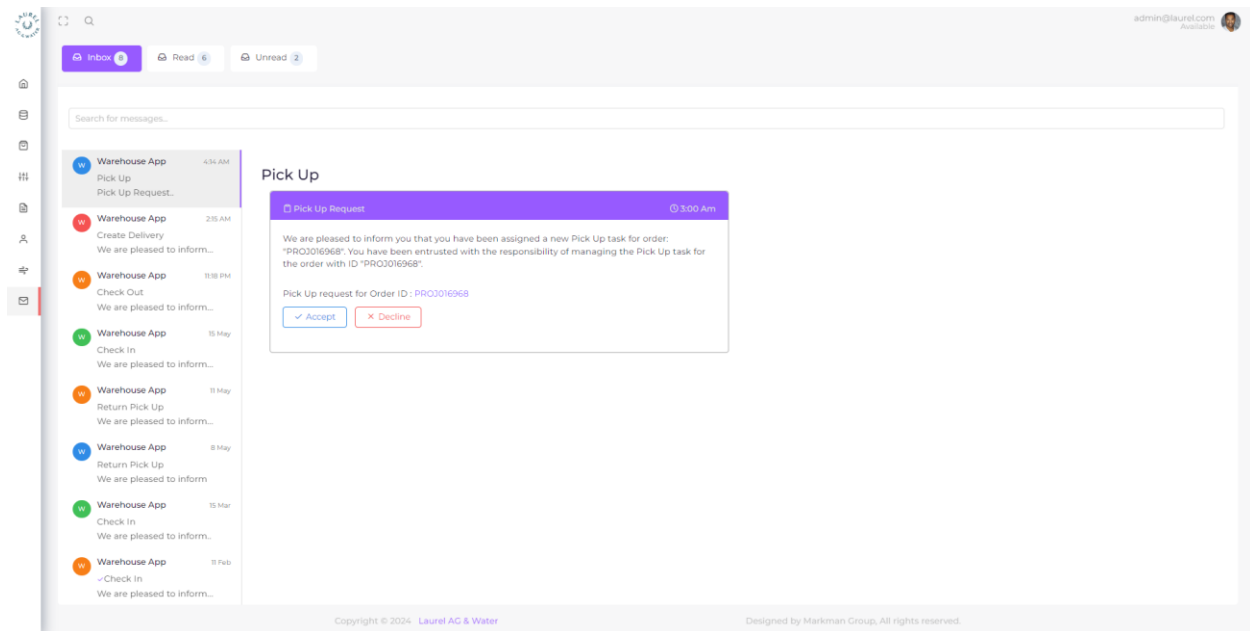 LAUREL
admin@laurel.com
Available
Inbox 8
Read 6
Unread 2
Search for messages...
W Warehouse App 4:14 AM
Pick Up
Pick Up Request..
W Warehouse App 2:15 AM
Create Delivery
We are pleased to inform...
W Warehouse App 11:18 PM
Check Out
We are pleased to inform...
W Warehouse App 15 May
Check In
We are pleased to inform...
W Warehouse App 11 May
Return Pick Up
We are pleased to inform...
W Warehouse App 8 May
Return Pick Up
We are pleased to inform
W Warehouse App 15 Mar
Check In
We are pleased to inform..
W Warehouse App 11 Feb
✓Check In
We are pleased to inform...
Pick Up
Pick Up Request 3:00 Am
We are pleased to inform you that you have been assigned a new Pick Up task for order:
"PROJ016968". You have been entrusted with the responsibility of managing the Pick Up task for
the order with ID "PROJ016968".
Pick Up request for Order ID : PROJ016968
✓ Accept
✕ Decline
Copyright © 2024 Laurel AG & Water
Designed by Markman Group, All rights reserved.